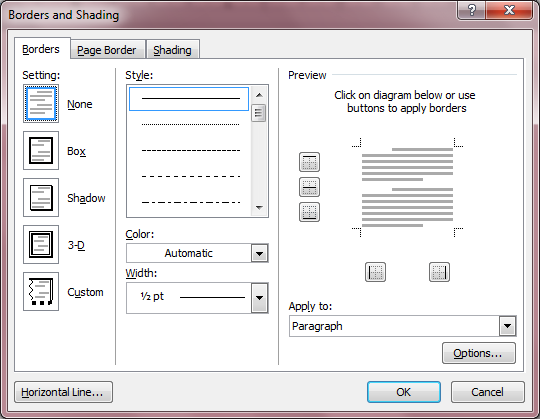 Borders and Shading
Borders
Page Border
Shading
Setting:
None
Box
Shadow
3-D
Custom
Style:
Color:
Automatic
Width:
½ pt
Preview
Click on diagram below or use
buttons to apply borders
Apply to:
Paragraph
Options...
Horizontal Line...
OK
Cancel